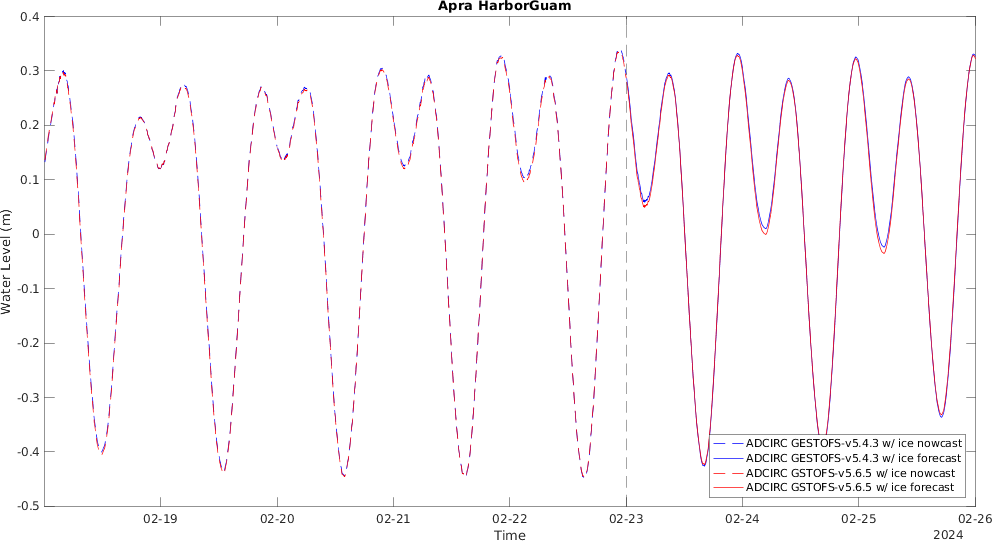 Apra HarborGuam
0.4
0.3
0.2
0.1
0
-0.1
-0.2
-0.3
-0.4
-0.5
Water Level (m)
ADCIRC GESTOFS-v5.4.3 w/ ice nowcast
ADCIRC GESTOFS-v5.4.3 w/ ice forecast
ADCIRC GSTOFS-v5.6.5 w/ ice nowcast
ADCIRC GSTOFS-v5.6.5 w/ ice forecast
02-19 02-20 02-21 02-22 02-23 02-24 02-25 02-26
Time
2024